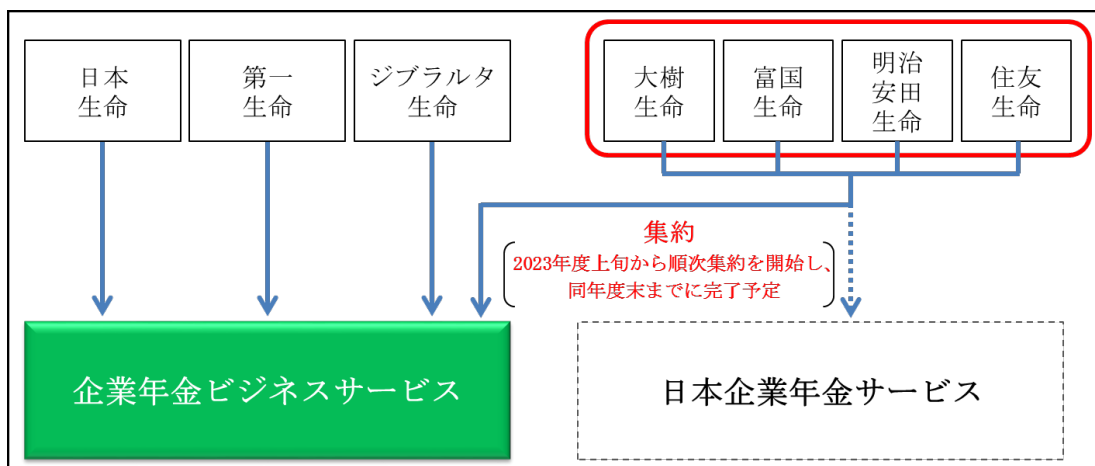 日本
生命
第一
生命
ジブラルタ
生命
大樹
生命
富国
生命
明治
安田
生命
住友
生命
集約
2023年度上旬から順次集約を開始し、
同年度末までに完了予定
企業年金ビジネスサービス
日本企業年金サービス